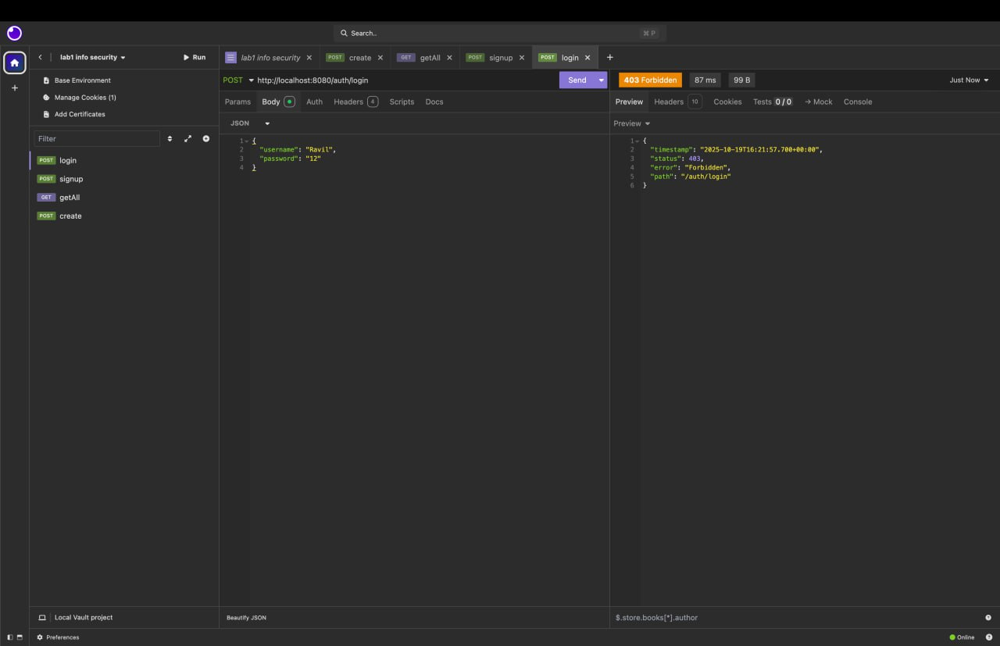 Search..
⌘ P
lab1 info security
Run
lab1 info security
POST create
GET getAll
POST signup
POST login
Base Environment
Manage Cookies (1)
Add Certificates
Filter
POST login
POST signup
GET getAll
POST create
POST http://localhost:8080/auth/login
Send
Params Body Auth Headers 4 Scripts Docs
JSON
1 {
2 "username": "Ravil",
3 "password": "12"
4 }
403 Forbidden 87 ms 99 B Just Now
Preview Headers 10 Cookies Tests 0 / 0 → Mock Console
Preview
1 {
2 "timestamp": "2025-10-19T16:21:57.700+00:00",
3 "status": 403,
4 "error": "Forbidden",
5 "path": "/auth/login"
6 }
Local Vault project
Beautify JSON
$.store.books[*].author
Preferences
Online